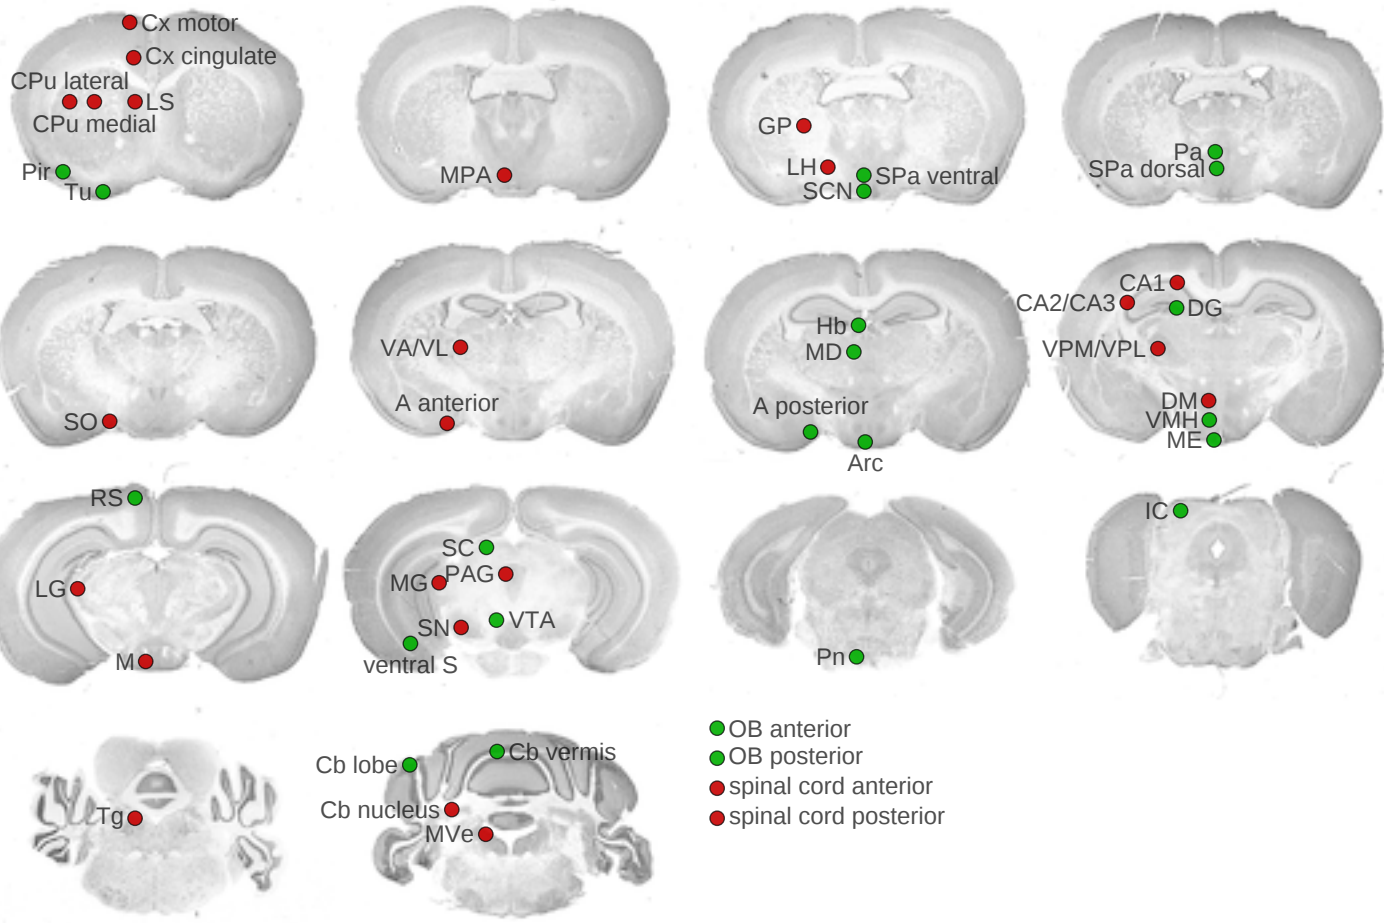 Cx motor
Cx cingulate
CPu lateral
LS
CPu medial
Pir
Tu
MPA
GP
LH
SPa ventral
SCN
Pa
SPa dorsal
SO
VA/VL
A anterior
Hb
MD
A posterior
Arc
CA1
CA2/CA3
DG
VPM/VPL
DM
VMH
ME
RS
LG
M
SC
MG
PAG
SN
VTA
ventral S
Pn
IC
Tg
Cb lobe
Cb vermis
Cb nucleus
MVe
OB anterior
OB posterior
spinal cord anterior
spinal cord posterior